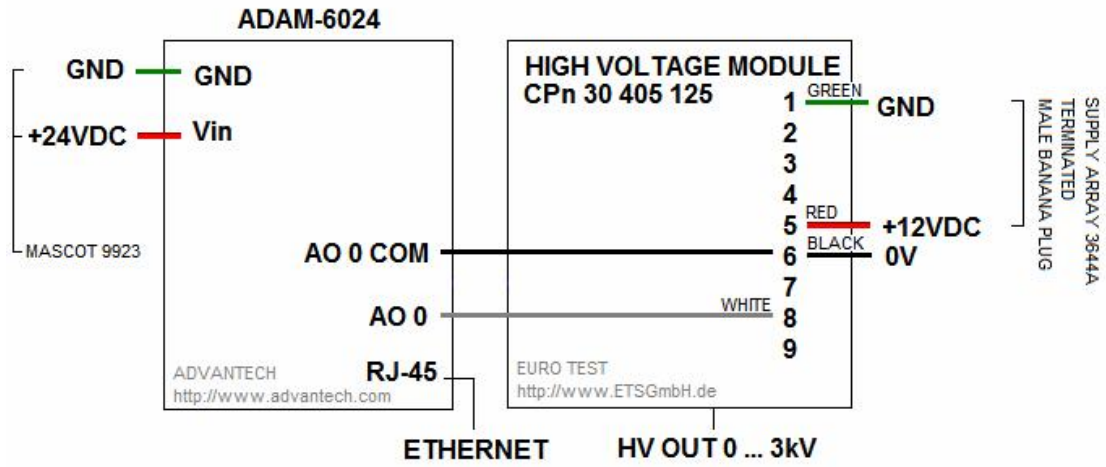 ADAM-6024
GND
GND
+24VDC
Vin
MASCOT 9923
AO 0 COM
AO 0
RJ-45
ADVANTECH
http://www.advantech.com
ETHERNET
HIGH VOLTAGE MODULE
CPn 30 405 125
1
GREEN
GND
2
3
4
5
RED
+12VDC
6
BLACK
0V
7
WHITE
8
9
EURO TEST
http://www.ETSGmbH.de
HV OUT 0 ... 3kV
SUPPLY ARRAY 3644A
TERMINATED
MALE BANANA PLUG